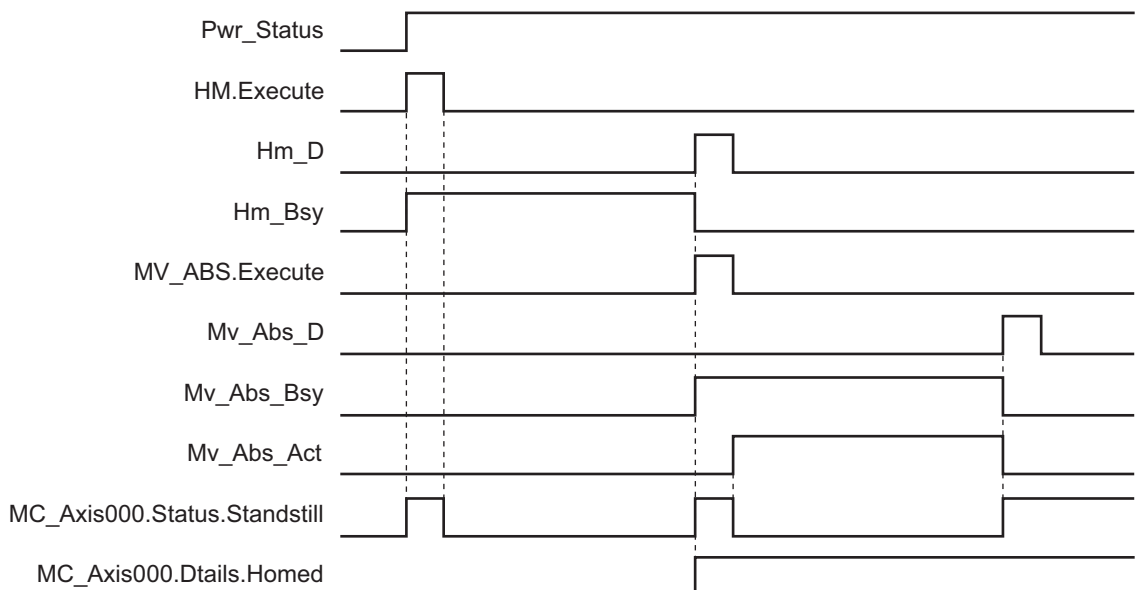 Pwr_Status
HM.Execute
Hm_D
Hm_Bsy
MV_ABS.Execute
Mv_Abs_D
Mv_Abs_Bsy
Mv_Abs_Act
MC_Axis000.Status.Standstill
MC_Axis000.Dtails.Homed